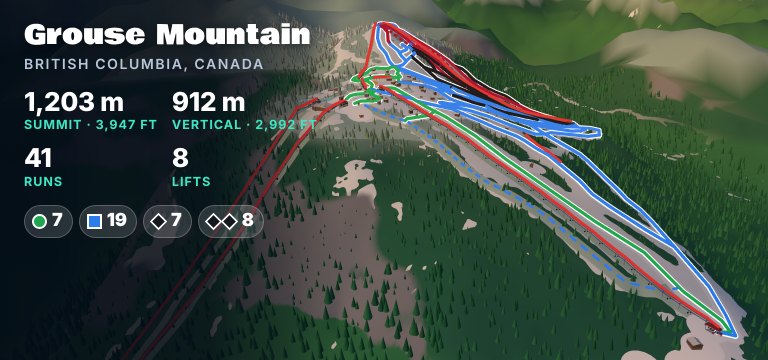 Grouse Mountain
BRITISH COLUMBIA, CANADA
1,203 m 912 m
SUMMIT · 3,947 FT VERTICAL · 2,992 FT
41 8
RUNS LIFTS
7 19 7 8